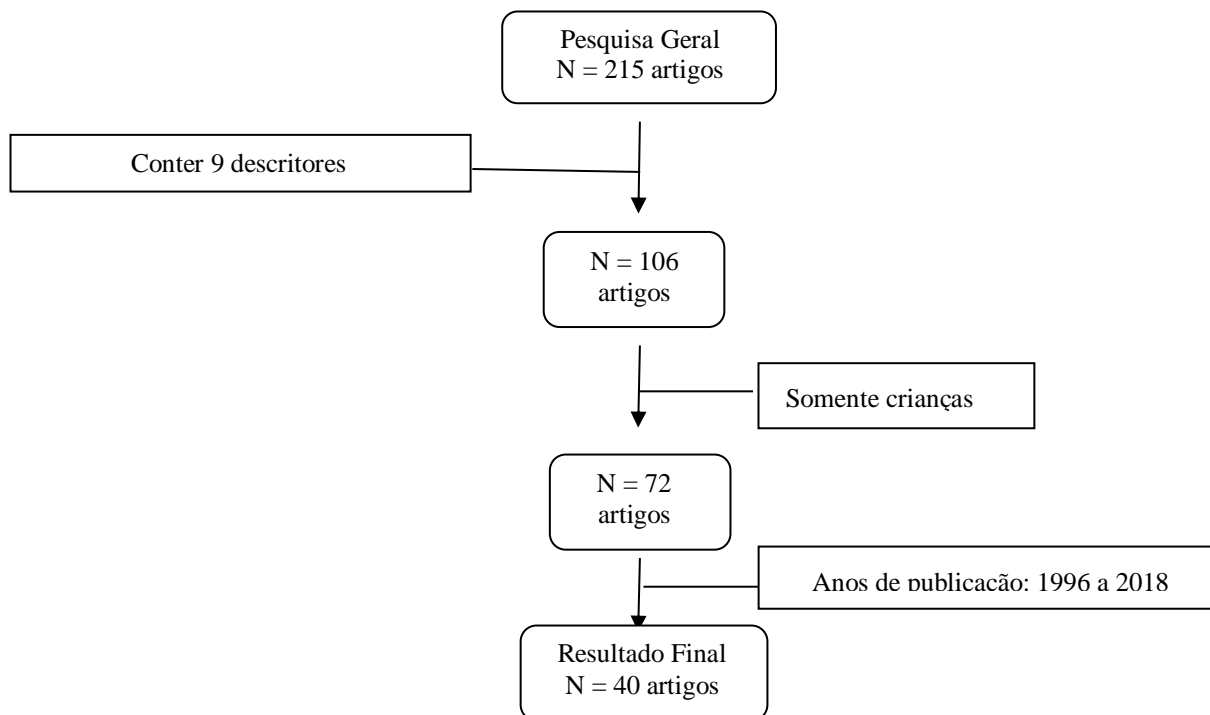 Pesquisa Geral
N = 215 artigos
Conter 9 descritores
N = 106
artigos
Somente crianças
N = 72
artigos
Anos de publicação: 1996 a 2018
Resultado Final
N = 40 artigos